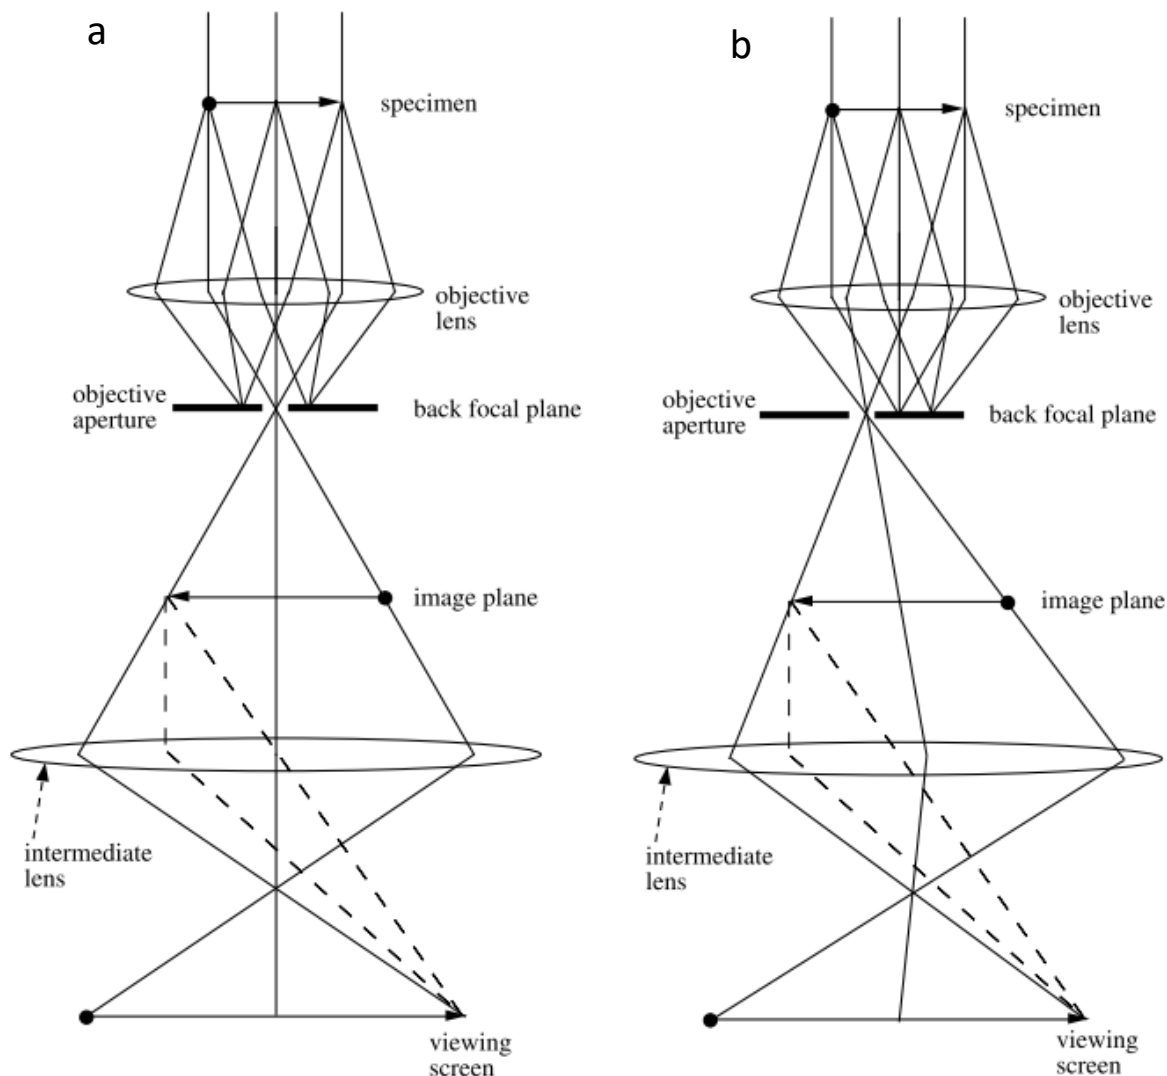 a
specimen
objective
lens
objective
aperture
back focal plane
image plane
intermediate
lens
viewing
screen
b
specimen
objective
lens
objective
aperture
back focal plane
image plane
intermediate
lens
viewing
screen